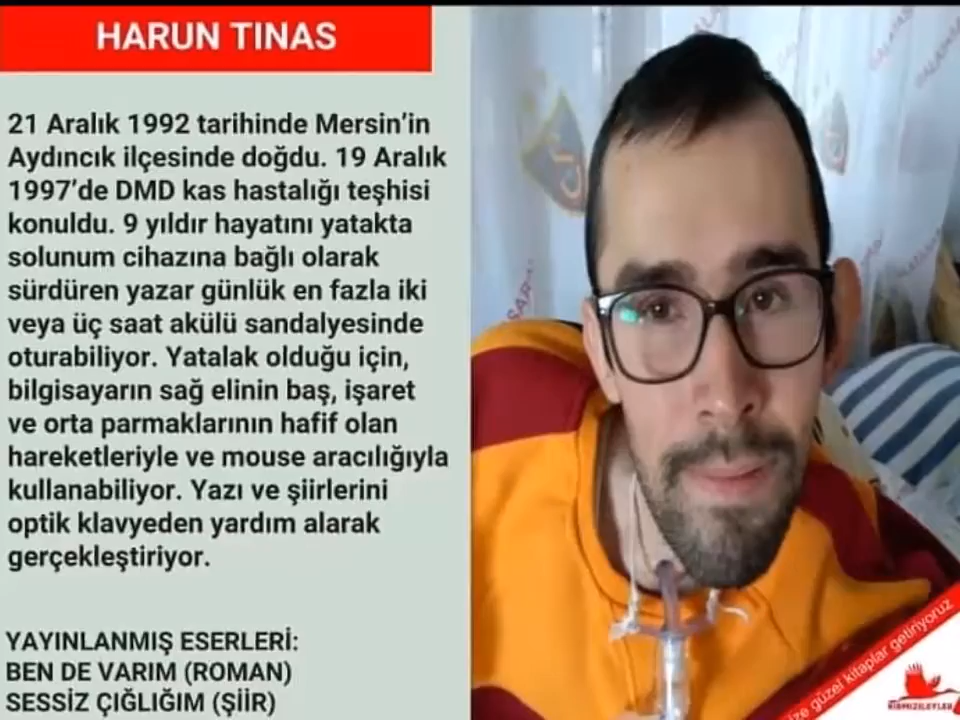 HARUN TINAS
21 Aralık 1992 tarihinde Mersin’in
Aydıncık ilçesinde doğdu. 19 Aralık
1997’de DMD kas hastalığı teşhisi
konuldu. 9 yıldır hayatını yatakta
solunum cihazına bağlı olarak
sürdüren yazar günlük en fazla iki
veya üç saat akülü sandalyesinde
oturabiliyor. Yatalak olduğu için,
bilgisayarın sağ elinin baş, işaret
ve orta parmaklarının hafif olan
hareketleriyle ve mouse aracılığıyla
kullanabiliyor. Yazı ve şiirlerini
optik klavyeden yardım alarak
gerçekleştiriyor.
YAYINLANMIŞ ESERLERİ:
BEN DE VARIM (ROMAN)
SESSİZ ÇIĞLIĞIM (ŞİİR)
ze güzel kitaplar getiriyoruz
KIRMIZILEYLEK